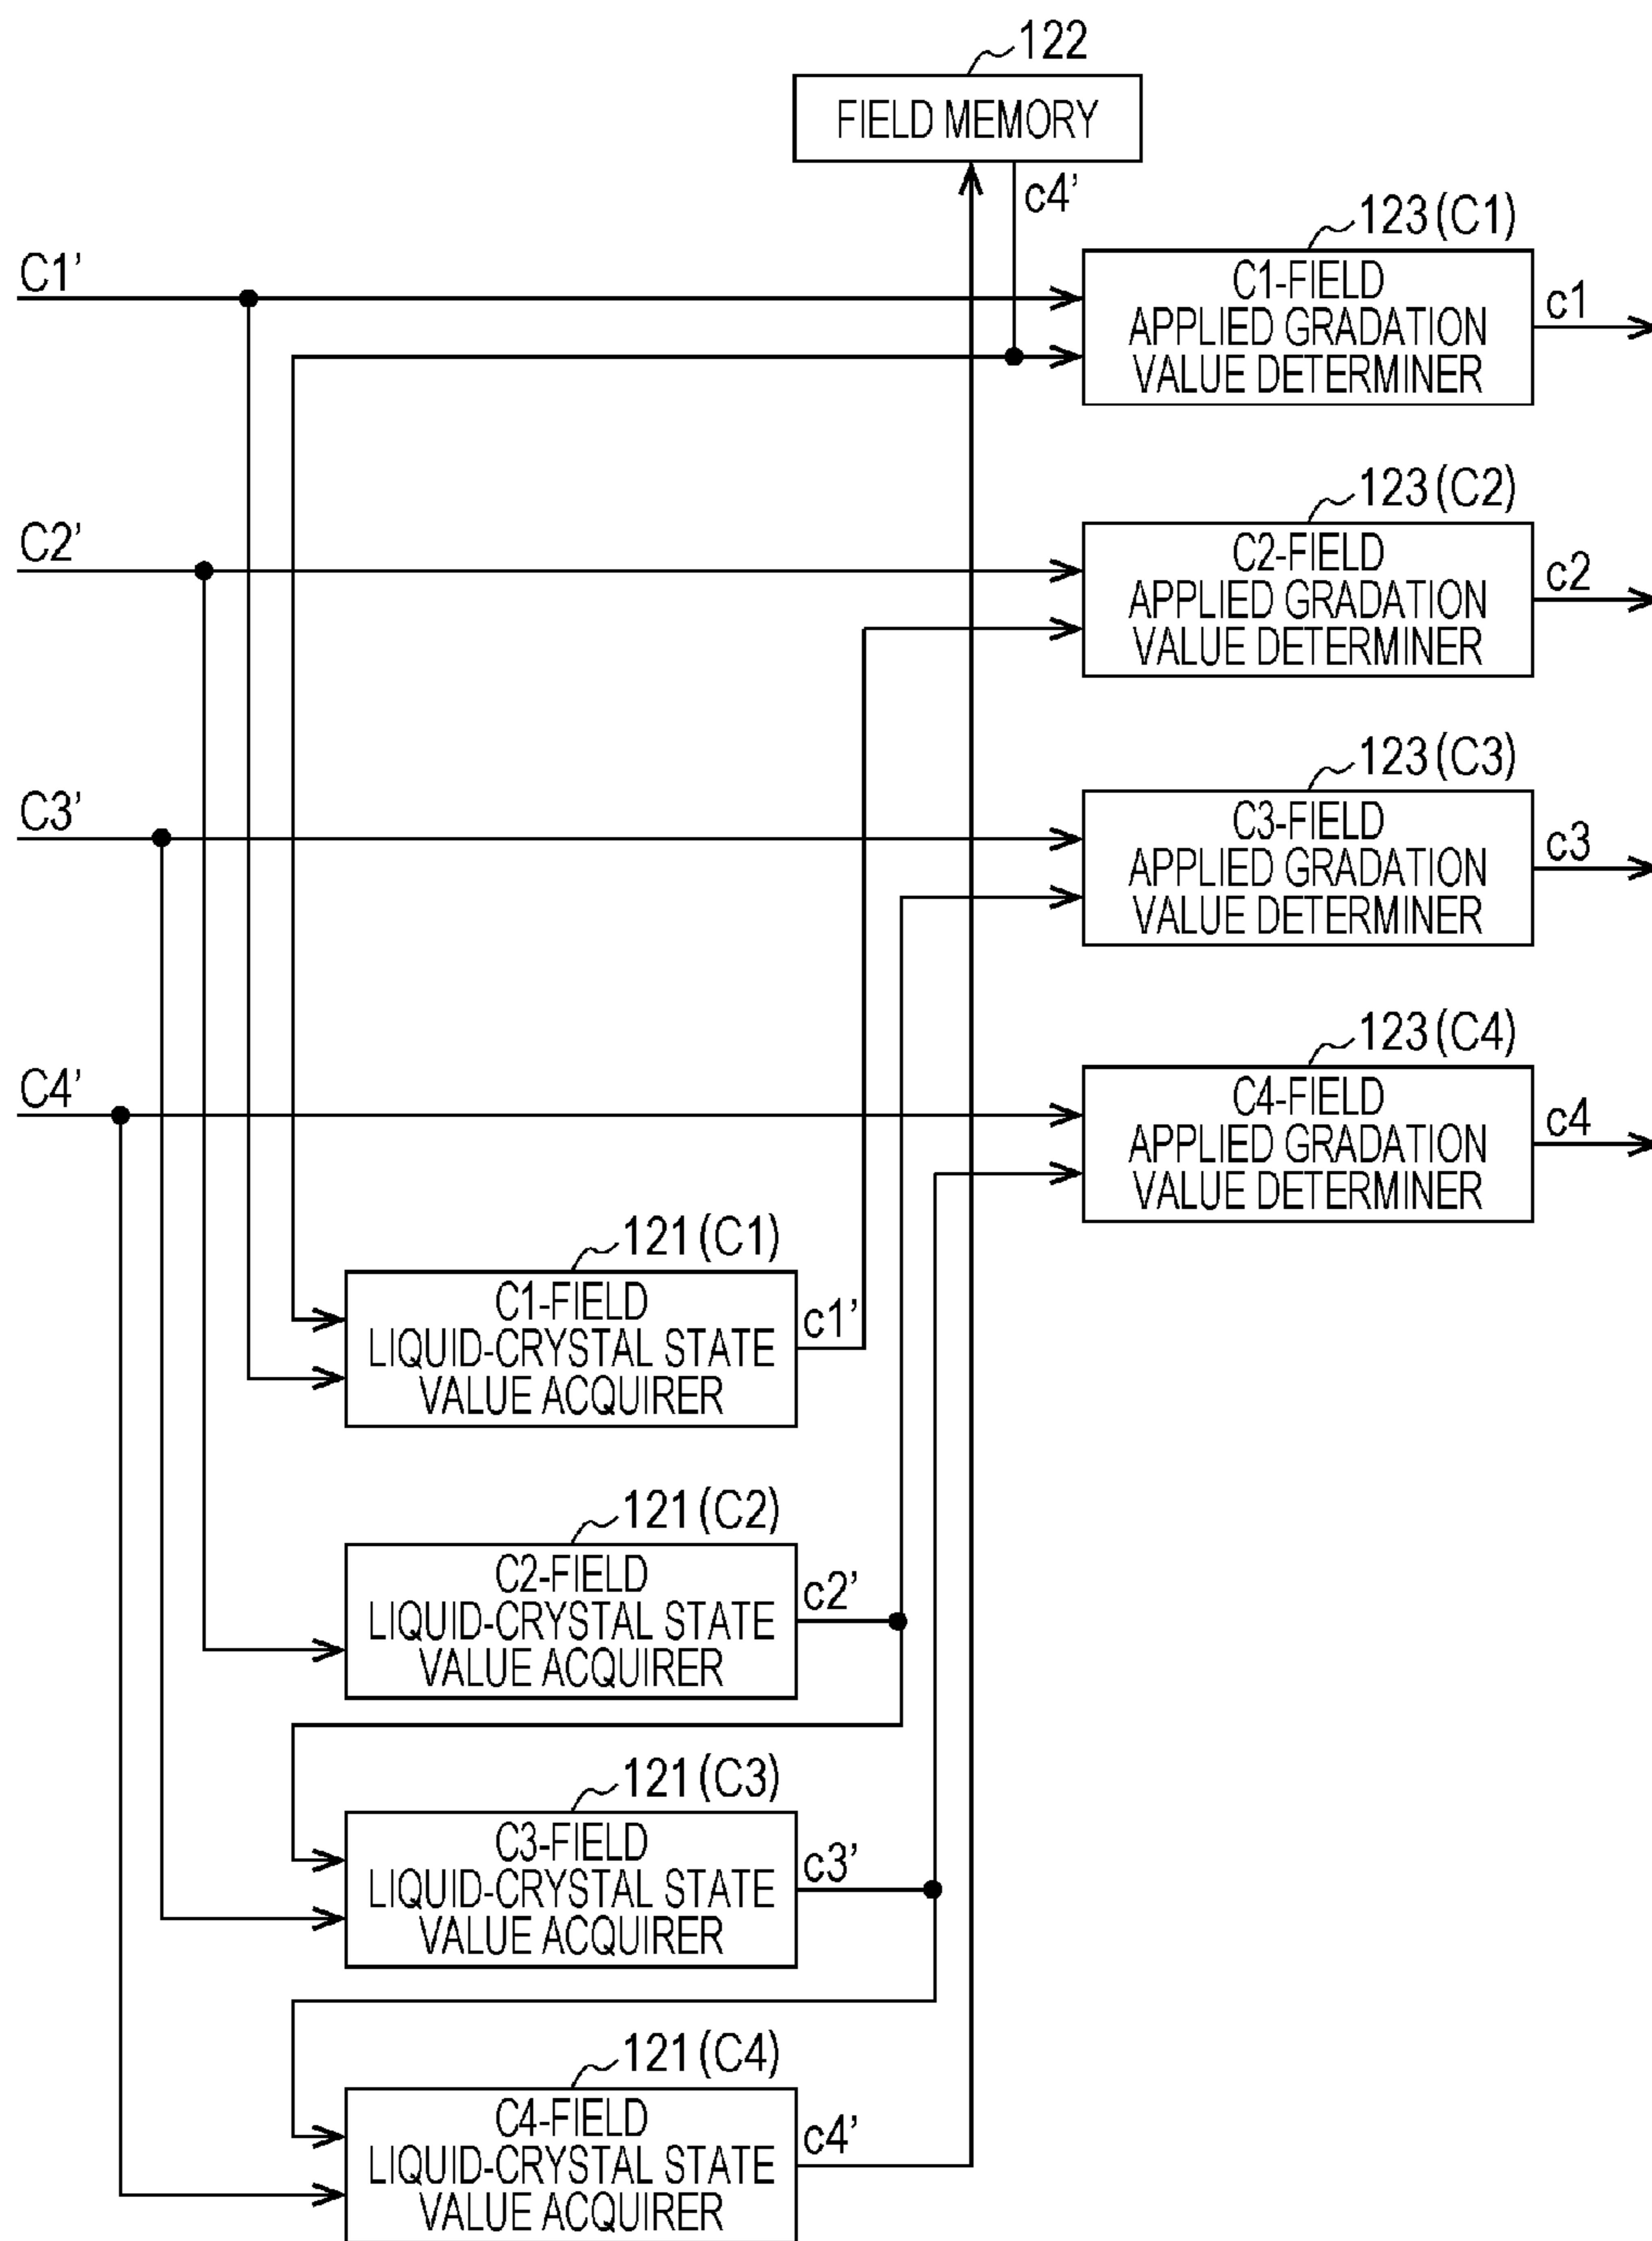 122
FIELD MEMORY
c4’
123(C1)
C1’
C1-FIELD
APPLIED GRADATION
VALUE DETERMINER
c1
123(C2)
C2’
C2-FIELD
APPLIED GRADATION
VALUE DETERMINER
c2
123(C3)
C3’
C3-FIELD
APPLIED GRADATION
VALUE DETERMINER
c3
123(C4)
C4’
C4-FIELD
APPLIED GRADATION
VALUE DETERMINER
c4
121(C1)
C1-FIELD
LIQUID-CRYSTAL STATE
VALUE ACQUIRER
c1’
121(C2)
C2-FIELD
LIQUID-CRYSTAL STATE
VALUE ACQUIRER
c2’
121(C3)
C3-FIELD
LIQUID-CRYSTAL STATE
VALUE ACQUIRER
c3’
121(C4)
C4-FIELD
LIQUID-CRYSTAL STATE
VALUE ACQUIRER
c4’